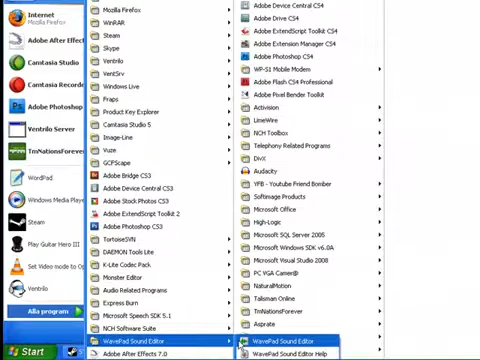 Internet
Mozilla Firefox
Adobe After Effec
Camtasia Studio
Camtasia Recorde
Adobe Photoshop
Ventrilo Server
TmNationsForever
WordPad
Windows Media Playe
Steam
Play Guitar Hero III
Set Video mode to O
Ventrilo
Alla program
Start
Mozilla Firefox
WinRAR
Steam
Skype
Ventrilo
VentSrv
Windows Live
Fraps
Product Key Explorer
Camtasia Studio 5
Image-Line
Vuze
GCFScape
Adobe Bridge CS3
Adobe Device Central CS3
Adobe Stock Photos CS3
Adobe ExtendScript Toolkit 2
Adobe Photoshop CS3
TortoiseSVN
DAEMON Tools Lite
K-Lite Codec Pack
Monster Editor
Audio Related Programs
Express Burn
Microsoft Speech SDK 5.1
NCH Software Suite
WavePad Sound Editor
Adobe After Effects 7.0
Adobe Device Central CS4
Adobe Drive CS4
Adobe ExtendScript Toolkit CS4
Adobe Extension Manager CS4
Adobe Photoshop CS4
WP-S1 Mobile Modem
Adobe Flash CS4 Professional
Adobe Pixel Bender Toolkit
Activision
LimeWire
NCH Toolbox
Telephony Related Programs
DivX
Audacity
YFB - Youtube Friend Bomber
Softimage Products
Microsoft Office
High-Logic
Microsoft SQL Server 2005
Microsoft Windows SDK v6.0A
Microsoft Visual Studio 2008
PC VGA Camer@
NaturalMotion
Talisman Online
TmNationsForever
Asprate
WavePad Sound Editor
WavePad Sound Editor Help